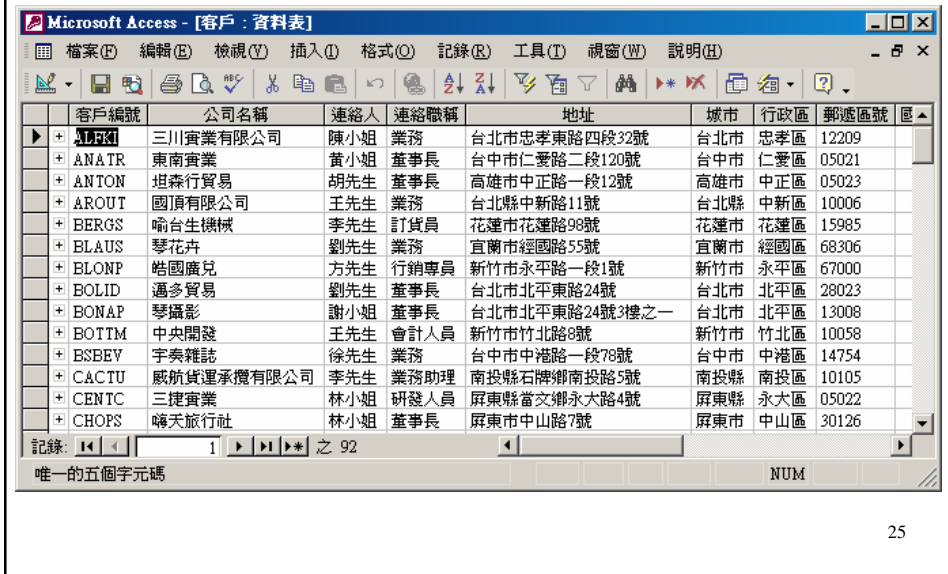 Microsoft Access - [客戶 : 資料表]
檔案(F) 編輯(E) 檢視(V) 插入(I) 格式(O) 記錄(R) 工具(T) 視窗(W) 說明(H)
客戶編號 公司名稱 連絡人 連絡職稱 地址 城市 行政區 郵遞區號
ALFKI 三川實業有限公司 陳小姐 業務 台北市忠孝東路四段32號 台北市 忠孝區 12209
ANATR 東南實業 黃小姐 董事長 台中市仁愛路二段120號 台中市 仁愛區 05021
ANTON 坦森行貿易 胡先生 董事長 高雄市中正路一段12號 高雄市 中正區 05023
AROUT 國頂有限公司 王先生 業務 台北縣中新路11號 台北縣 中新區 10006
BERGS 喻台生機械 李先生 訂貨員 花蓮市花蓮路98號 花蓮市 花蓮區 15985
BLAUS 琴花卉 劉先生 業務 宜蘭市經國路55號 宜蘭市 經國區 68306
BLONP 皓國廣兌 方先生 行銷專員 新竹市永平路一段1號 新竹市 永平區 67000
BOLID 邁多貿易 劉先生 董事長 台北市北平東路24號 台北市 北平區 28023
BONAP 琴攝影 謝小姐 董事長 台北市北平東路24號3樓之一 台北市 北平區 13008
BOTTM 中央開發 王先生 會計人員 新竹市竹北路8號 新竹市 竹北區 10058
BSBEV 宇奏雜誌 徐先生 業務 台中市中港路一段78號 台中市 中港區 14754
CACTU 威航貨運承攬有限公司 李先生 業務助理 南投縣石牌鄉南投路5號 南投縣 南投區 10105
CENTC 三捷實業 林小姐 研發人員 屏東縣當交鄉永大路4號 屏東縣 永大區 05022
CHOPS 嗨天旅行社 林小姐 董事長 屏東市中山路7號 屏東市 中山區 30126
記錄: 1 之 92
唯一的五個字元碼 NUM
25